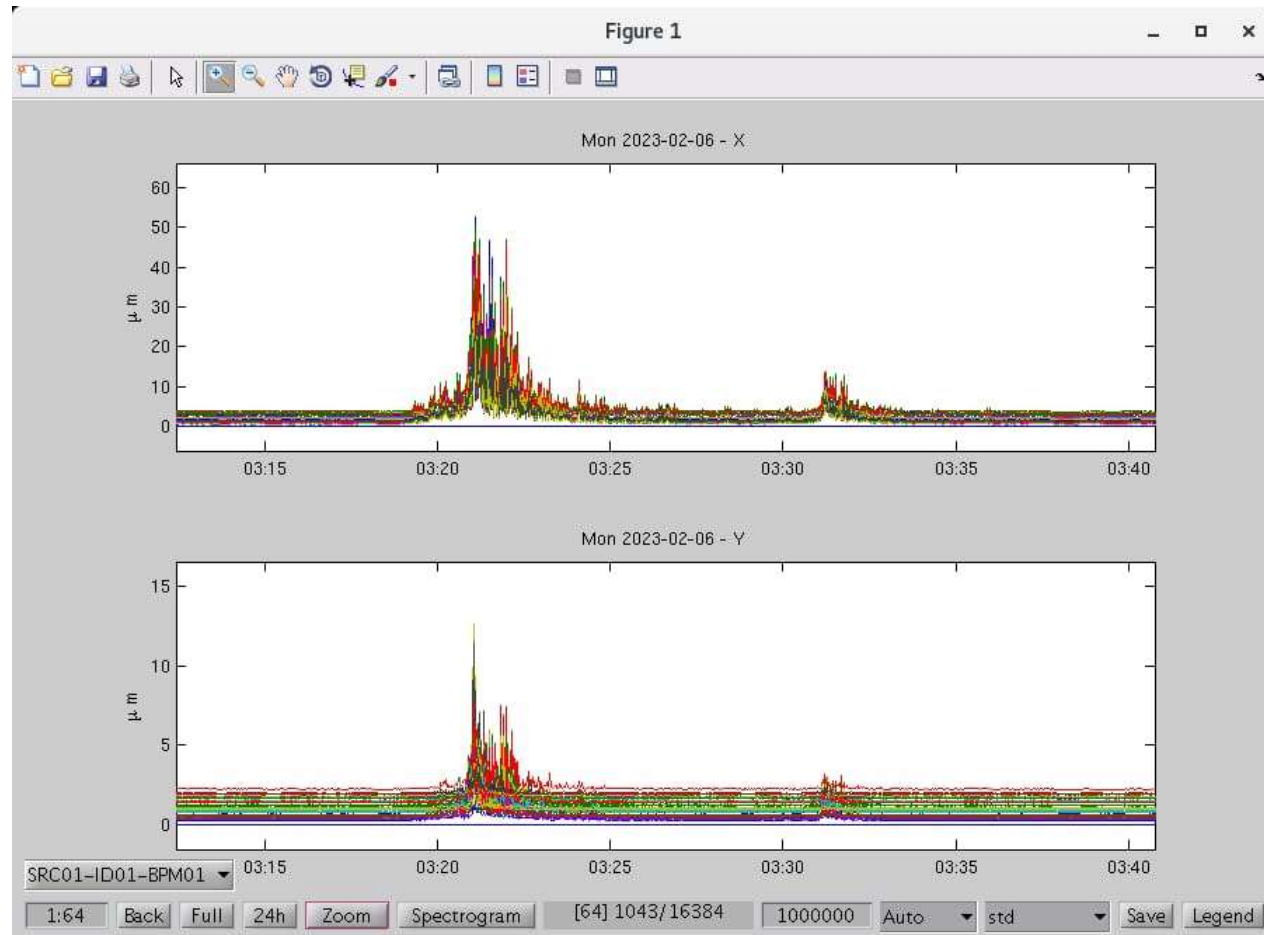 Figure 1
Mon 2023-02-06 - X
60
50
40
30
20
10
0
μ m
03:15 03:20 03:25 03:30 03:35 03:40
Mon 2023-02-06 - Y
15
10
5
0
μ m
03:15 03:20 03:25 03:30 03:35 03:40
SRC01-ID01-BPM01
1:64 Back Full 24h Zoom Spectrogram [64] 1043/16384 1000000 Auto std Save Legend